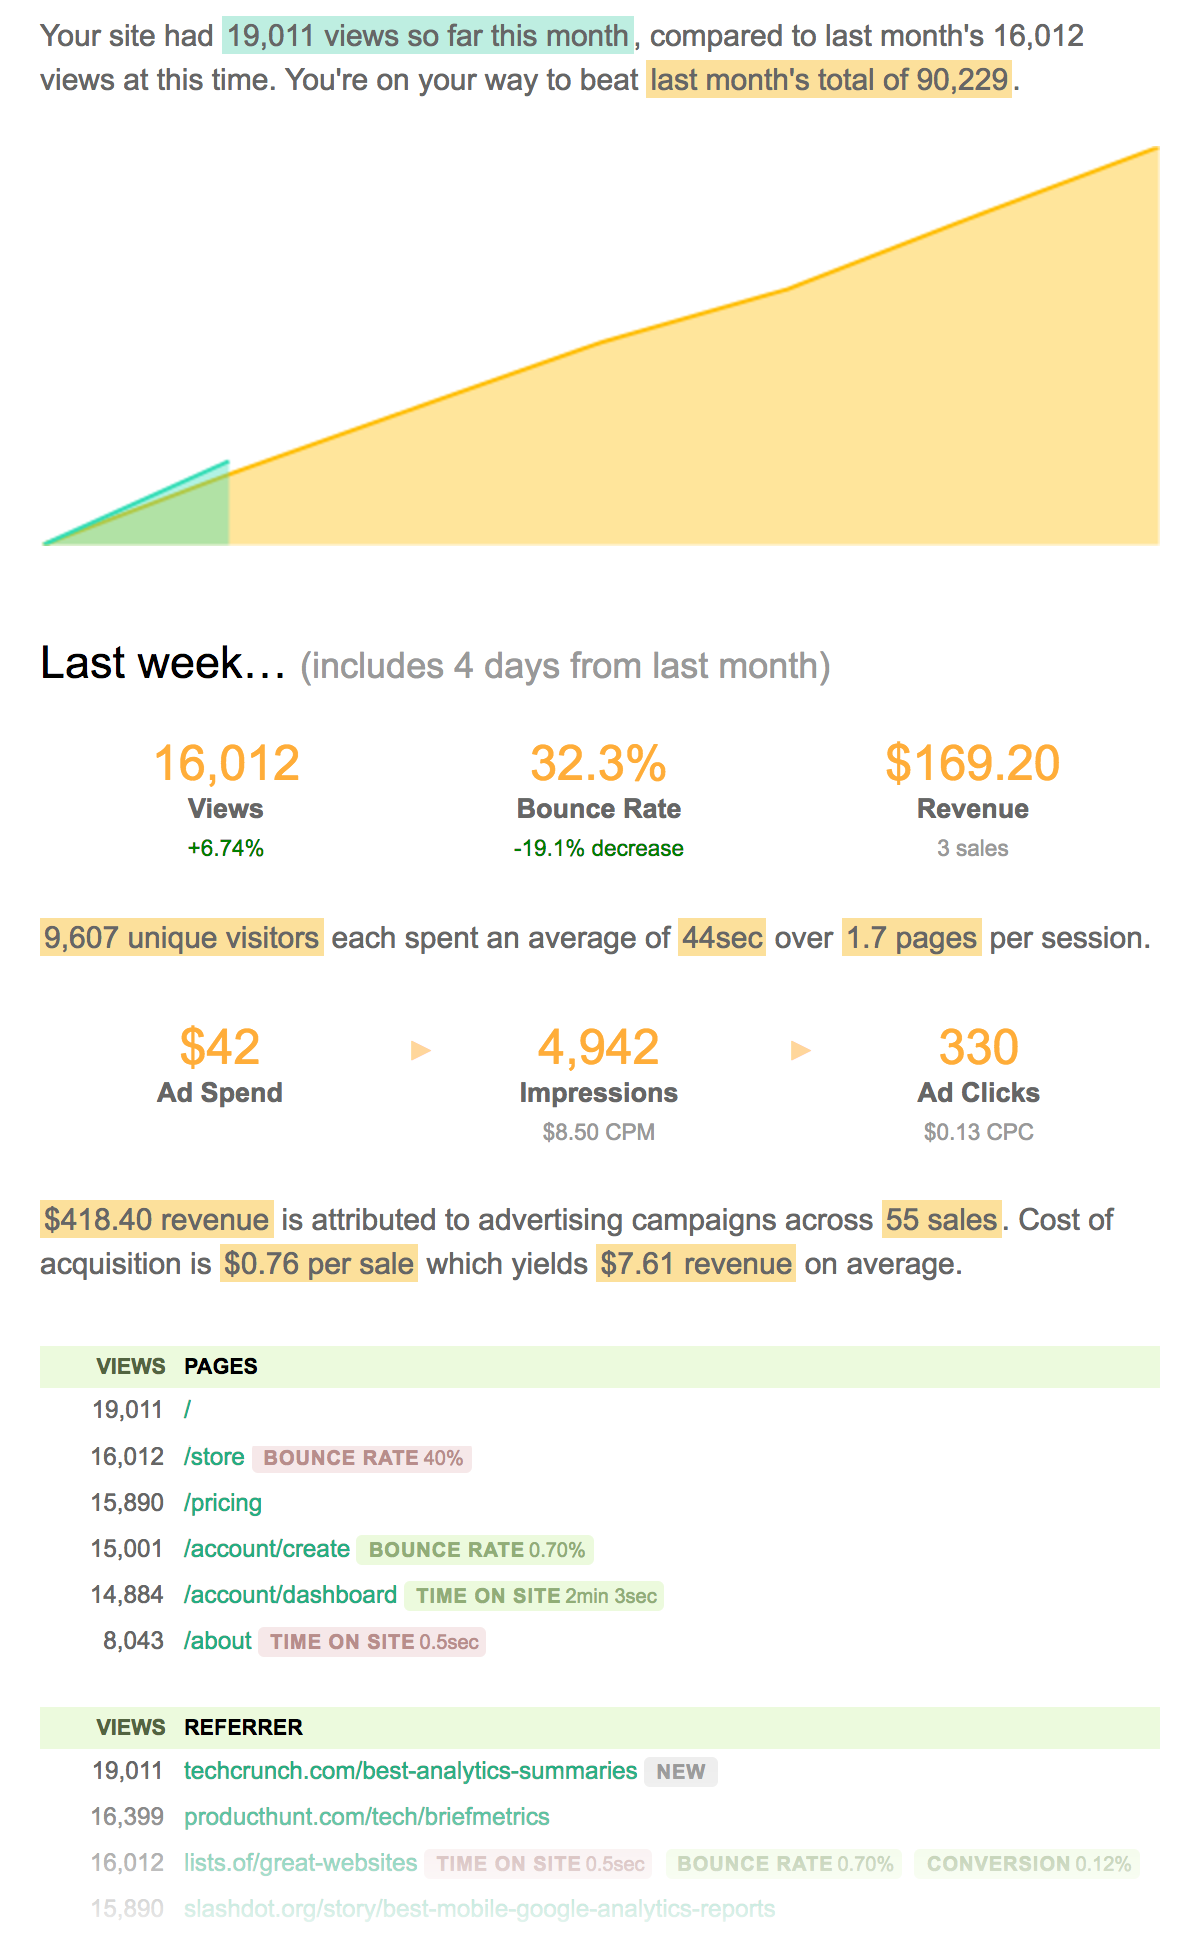 Your site had 19,011 views so far this month, compared to last month's 16,012
views at this time. You're on your way to beat last month's total of 90,229.
Last week… (includes 4 days from last month)
16,012 32.3% $169.20
Views Bounce Rate Revenue
+6.74% -19.1% decrease 3 sales
9,607 unique visitors each spent an average of 44sec over 1.7 pages per session.
$42 ► 4,942 ► 330
Ad Spend Impressions Ad Clicks
$8.50 CPM $0.13 CPC
$418.40 revenue is attributed to advertising campaigns across 55 sales. Cost of
acquisition is $0.76 per sale which yields $7.61 revenue on average.
VIEWS PAGES
19,011 /
16,012 /store BOUNCE RATE 40%
15,890 /pricing
15,001 /account/create BOUNCE RATE 0.70%
14,884 /account/dashboard TIME ON SITE 2min 3sec
8,043 /about TIME ON SITE 0.5sec
VIEWS REFERRER
19,011 techcrunch.com/best-analytics-summaries NEW
16,399 producthunt.com/tech/briefmetrics
16,012 lists.of/great-websites TIME ON SITE 0.5sec BOUNCE RATE 0.70% CONVERSION 0.12%
15,890 slashdot.org/story/best-mobile-google-analytics-reports